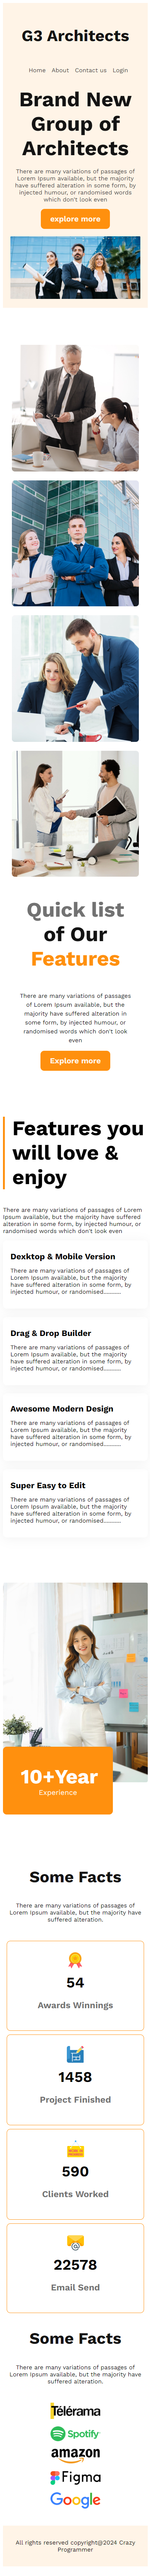 G3 Architects
Home About Contact us Login
Brand New
Group of
Architects
There are many variations of passages of
Lorem Ipsum available, but the majority
have suffered alteration in some form, by
injected humour, or randomised words
which don't look even
explore more
Quick list
of Our
Features
There are many variations of passages
of Lorem Ipsum available, but the
majority have suffered alteration in
some form, by injected humour, or
randomised words which don't look
even
Explore more
Features you
will love &
enjoy
There are many variations of passages of Lorem
Ipsum available, but the majority have suffered
alteration in some form, by injected humour, or
randomised words which don't look even
Dexktop & Mobile Version
There are many variations of passages of
Lorem Ipsum available, but the majority
have suffered alteration in some form, by
injected humour, or randomised...........
Drag & Drop Builder
There are many variations of passages of
Lorem Ipsum available, but the majority
have suffered alteration in some form, by
injected humour, or randomised...........
Awesome Modern Design
There are many variations of passages of
Lorem Ipsum available, but the majority
have suffered alteration in some form, by
injected humour, or randomised...........
Super Easy to Edit
There are many variations of passages of
Lorem Ipsum available, but the majority
have suffered alteration in some form, by
injected humour, or randomised...........
10+Year
Experience
Some Facts
There are many variations of passages of
Lorem Ipsum available, but the majority have
suffered alteration.
54
Awards Winnings
1458
Project Finished
590
Clients Worked
22578
Email Send
Some Facts
There are many variations of passages of
Lorem Ipsum available, but the majority have
suffered alteration.
Télérama
Spotify
amazon
Figma
Google
All rights reserved copyright@2024 Crazy
Programmer